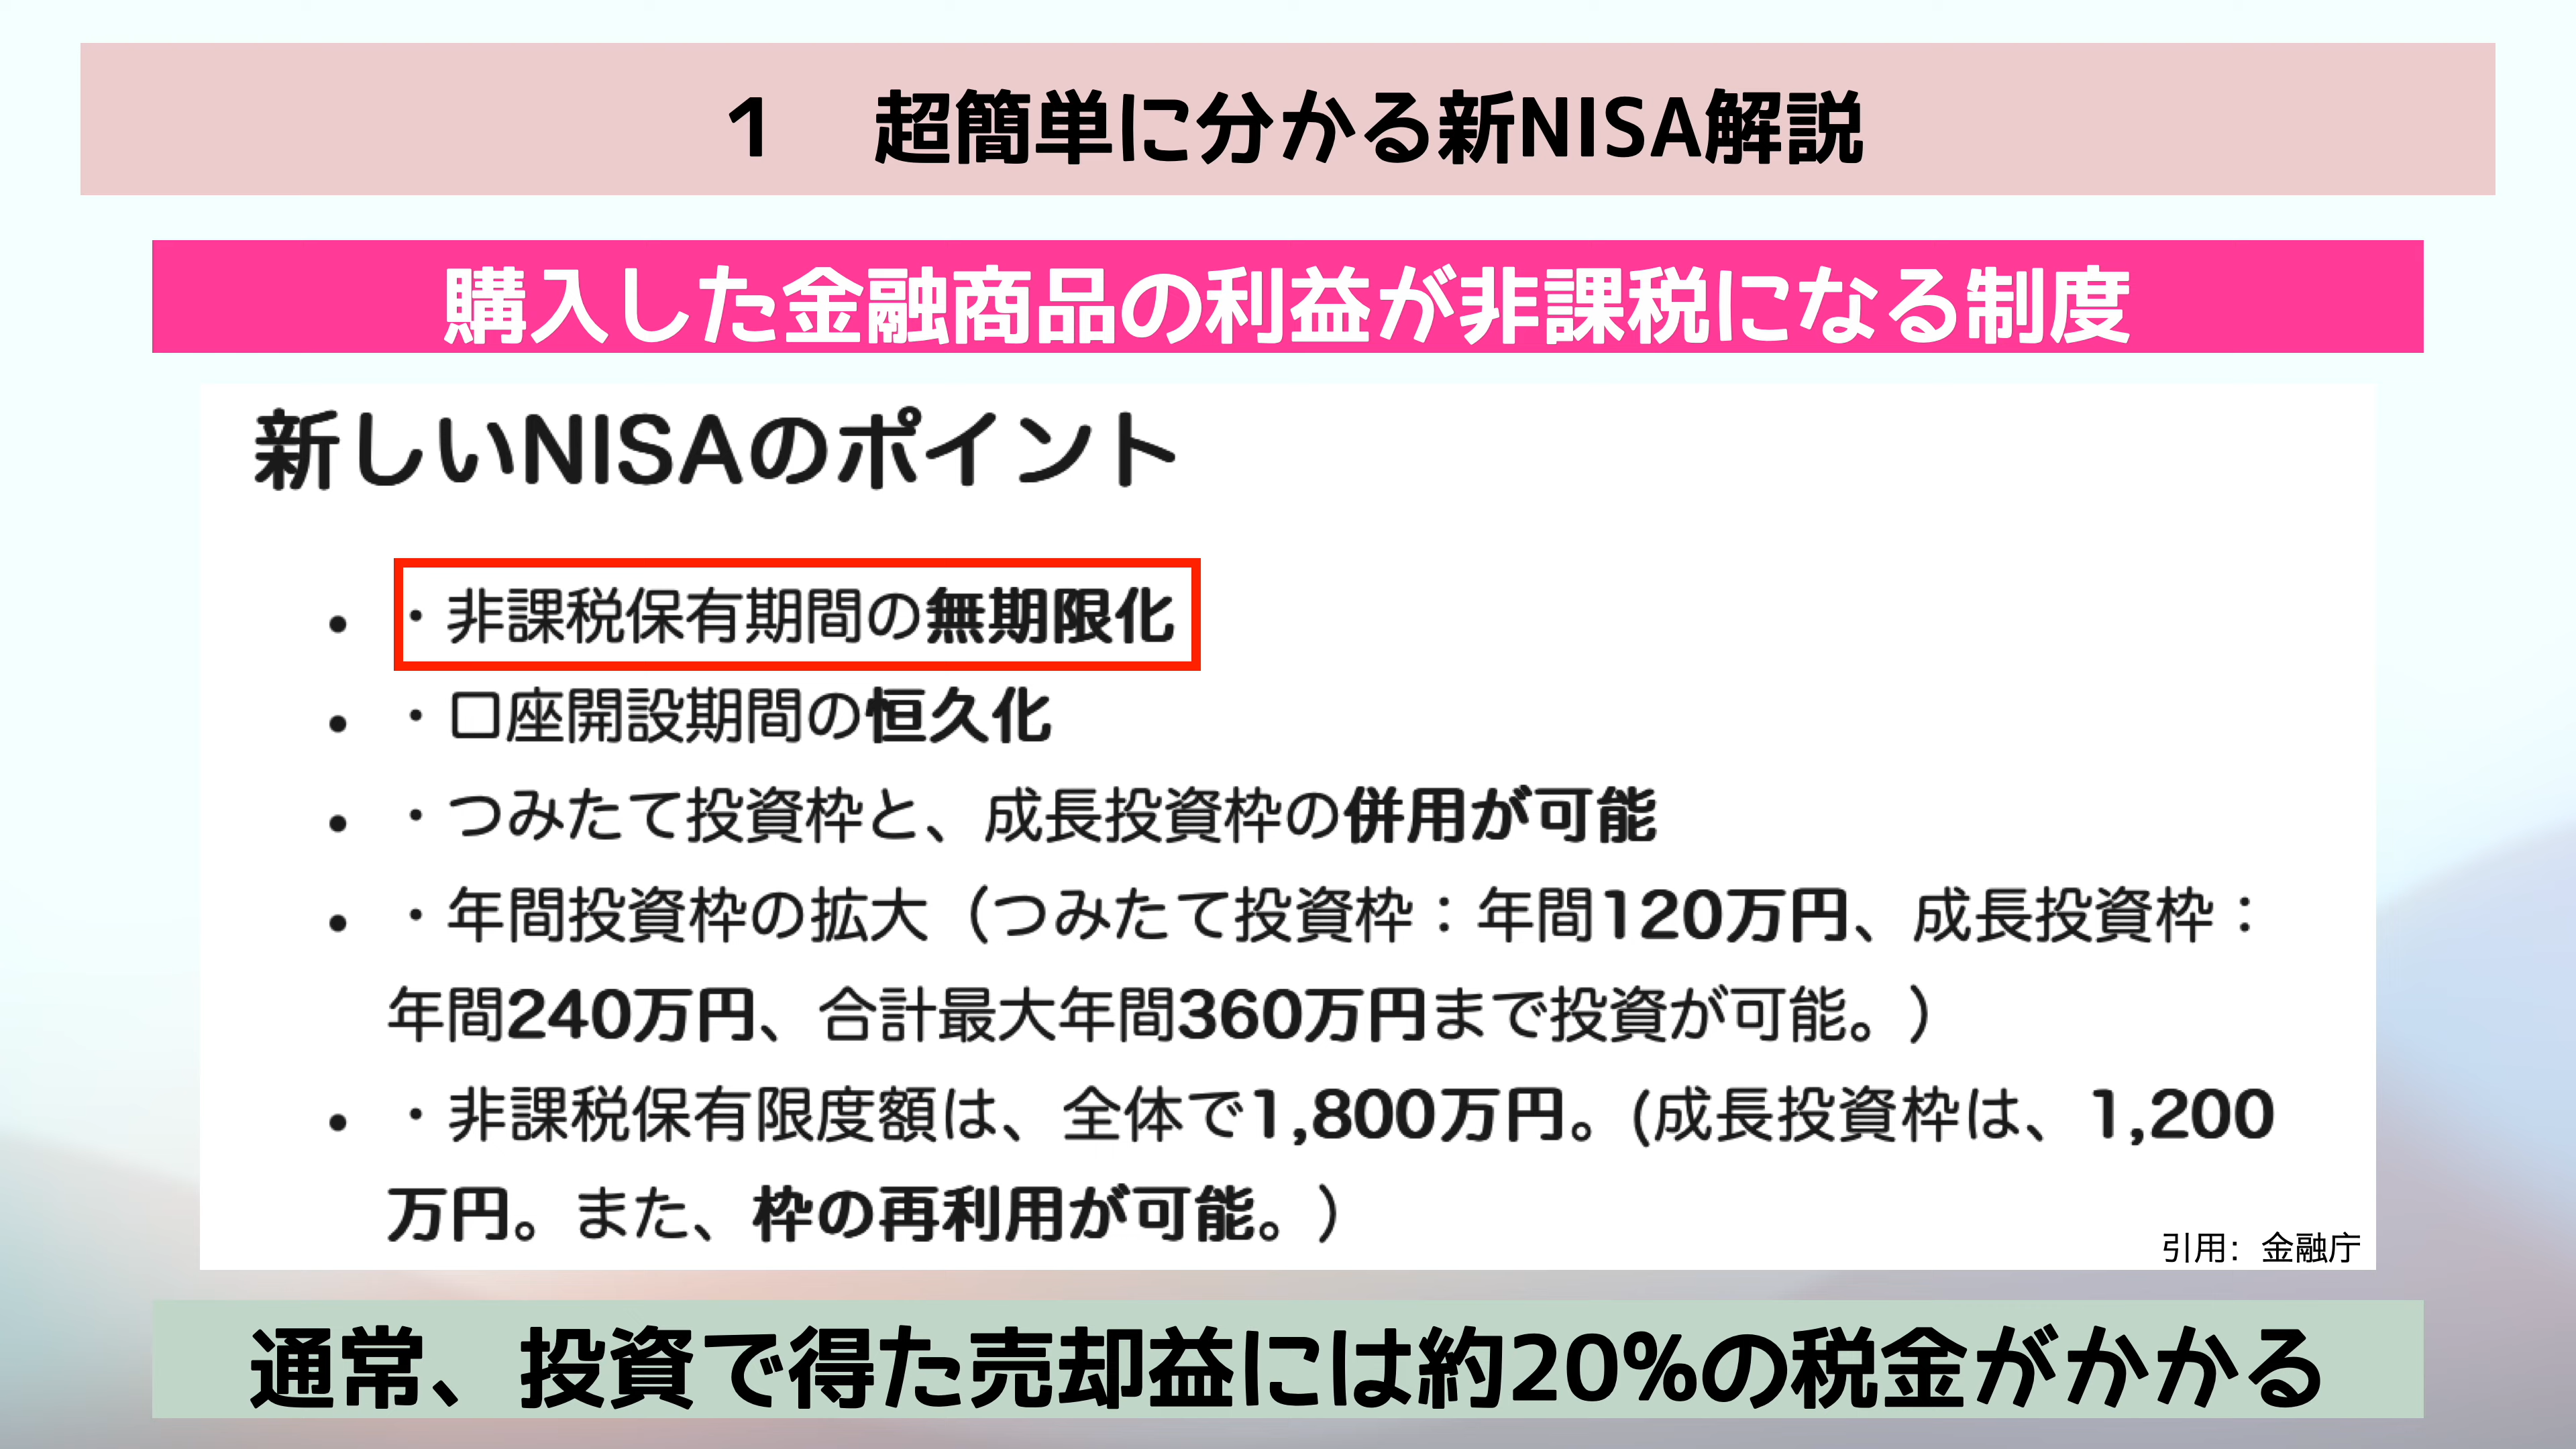 １　超簡単に分かる新NISA解説
購入した金融商品の利益が非課税になる制度
新しいNISAのポイント
• ・非課税保有期間の無期限化
• ・口座開設期間の恒久化
• ・つみたて投資枠と、成長投資枠の併用が可能
• ・年間投資枠の拡大（つみたて投資枠：年間120万円、成長投資枠：
年間240万円、合計最大年間360万円まで投資が可能。）
• ・非課税保有限度額は、全体で1,800万円。(成長投資枠は、1,200
万円。また、枠の再利用が可能。）
引用：金融庁
通常、投資で得た売却益には約20%の税金がかかる